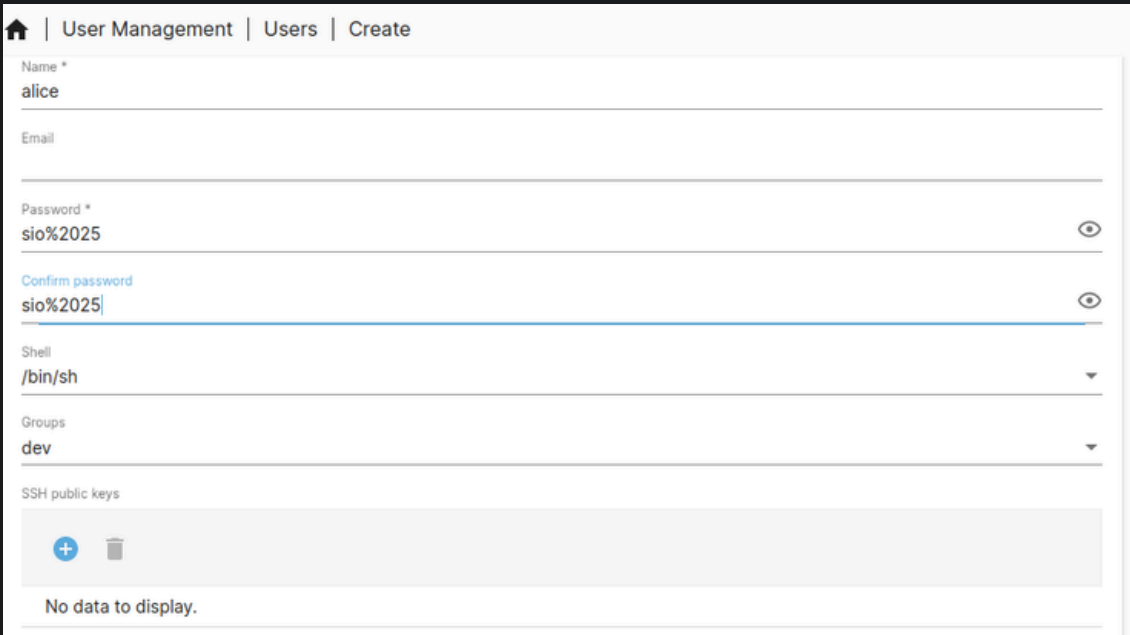 User Management | Users | Create
Name *
alice
Email
Password *
sio%2025
Confirm password
sio%2025
Shell
/bin/sh
Groups
dev
SSH public keys
No data to display.